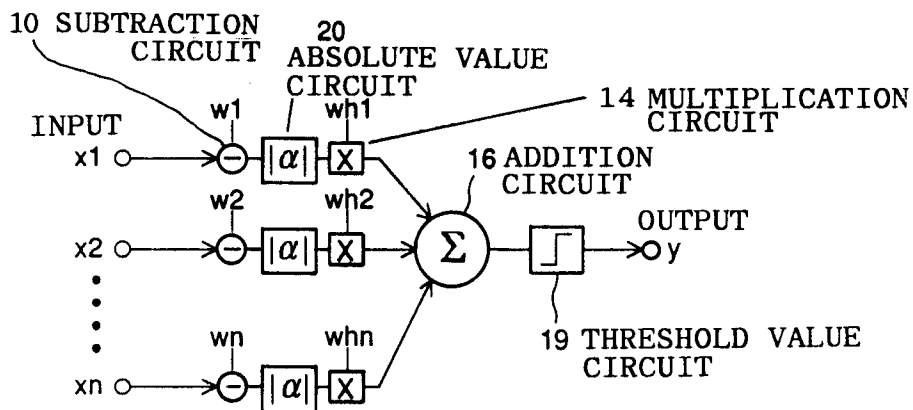 10 SUBTRACTION CIRCUIT
20 ABSOLUTE VALUE CIRCUIT
w1
wh1
14 MULTIPLICATION CIRCUIT
INPUT
x1
−
|α|
X
16 ADDITION CIRCUIT
w2
wh2
x2
−
|α|
X
Σ
OUTPUT
y
wn
whn
19 THRESHOLD VALUE CIRCUIT
xn
−
|α|
X